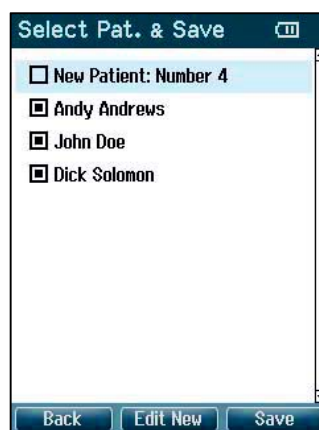 Select Pat. & Save
New Patient: Number 4
Andy Andrews
John Doe
Dick Solomon
Back Edit New Save